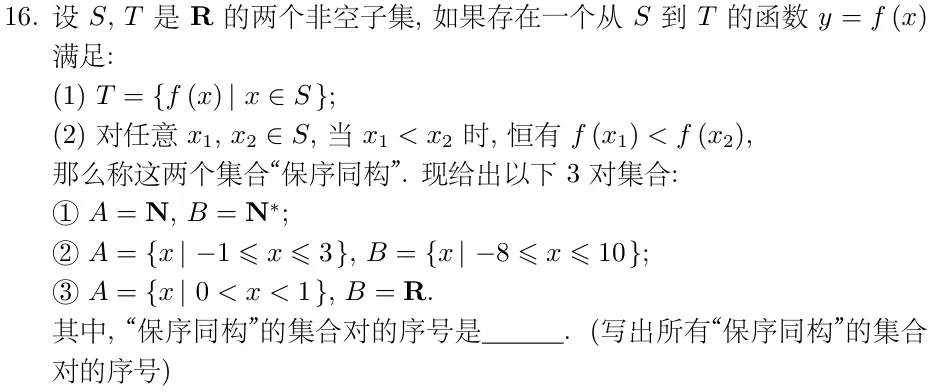 16. 设 S, T 是 R 的两个非空子集, 如果存在一个从 S 到 T 的函数 y = f (x)
满足:
(1) T = {f (x) | x ∈ S};
(2) 对任意 x₁, x₂ ∈ S, 当 x₁ < x₂ 时, 恒有 f (x₁) < f (x₂),
那么称这两个集合“保序同构”. 现给出以下 3 对集合:
① A = N, B = N*;
② A = {x | −1 ⩽ x ⩽ 3}, B = {x | −8 ⩽ x ⩽ 10};
③ A = {x | 0 < x < 1}, B = R.
其中, “保序同构”的集合对的序号是______. (写出所有“保序同构”的集合
对的序号)